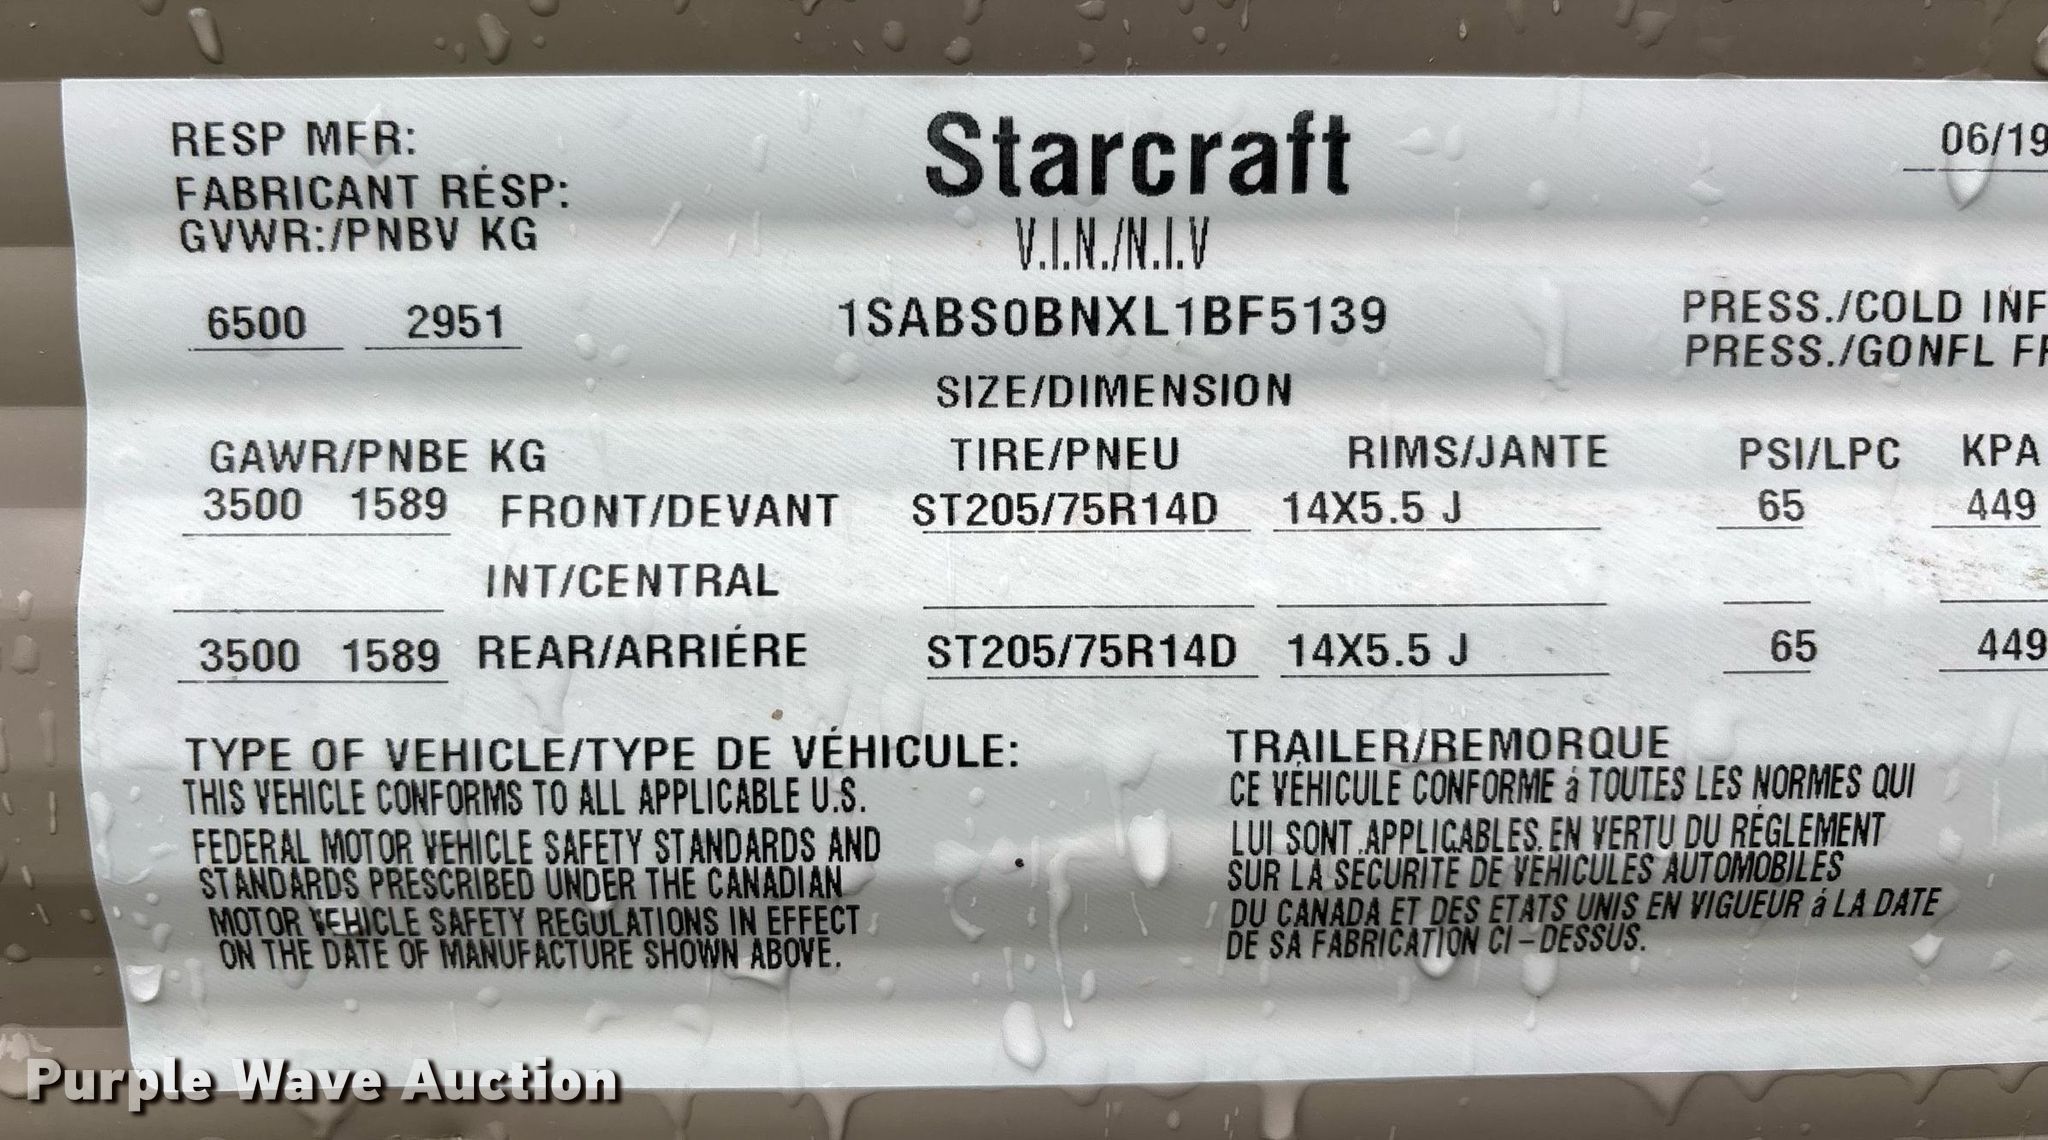 RESP MFR:
Starcraft
06/19
FABRICANT RÉSP:
GVWR:/PNBV KG
V.I.N./N.I.V
6500 2951
1SABS0BNXL1BF5139
PRESS./COLD INF
PRESS./GONFL
SIZE/DIMENSION
GAWR/PNBE KG TIRE/PNEU RIMS/JANTE PSI/LPC KPA
3500 1589 FRONT/DEVANT ST205/75R14D 14X5.5 J 65 449
INT/CENTRAL
3500 1589 REAR/ARRIÉRE ST205/75R14D 14X5.5 J 65 449
TYPE OF VEHICLE/TYPE DE VÉHICULE: TRAILER/REMORQUE
THIS VEHICLE CONFORMS TO ALL APPLICABLE U.S.
FEDERAL MOTOR VEHICLE SAFETY STANDARDS AND
STANDARDS PRESCRIBED UNDER THE CANADIAN
MOTOR VEHICLE SAFETY REGULATIONS IN EFFECT
ON THE DATE OF MANUFACTURE SHOWN ABOVE.
CE VÉHICULE CONFORME á TOUTES LES NORMES QUI
LUI SONT APPLICABLES EN VERTU DU RÉGLEMENT
SUR LA SECURITE DE VEHICULES AUTOMOBILES
DU CANADA ET DES ETATS UNIS EN VIGUEUR á LA DATE
DE SA FABRICATION CI-DESSUS.
Purple Wave Auction